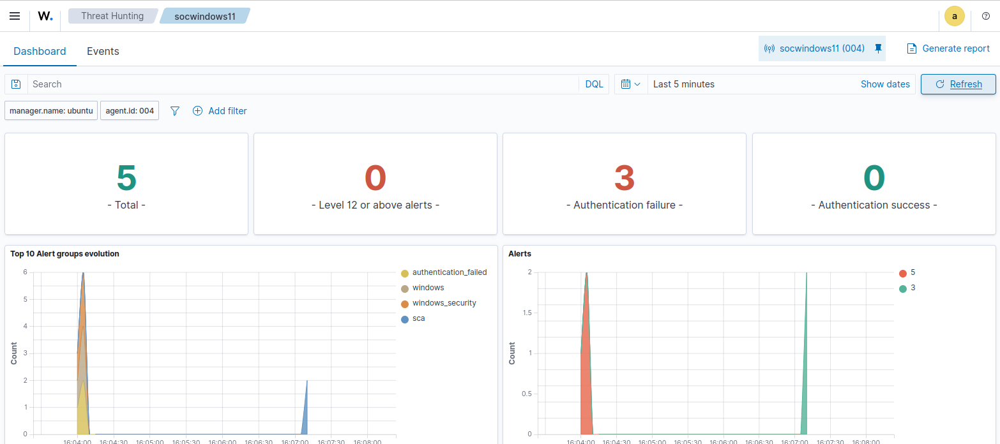 W. Threat Hunting socwindows11 a
Dashboard Events socwindows11 (004) Generate report
Search DQL Last 5 minutes Show dates Refresh
manager.name: ubuntu agent.id: 004 Add filter
5
- Total -
0
- Level 12 or above alerts -
3
- Authentication failure -
0
- Authentication success -
Top 10 Alert groups evolution
Count
6
5
4
3
2
1
0
16:04:00 16:04:30 16:05:00 16:05:30 16:06:00 16:06:30 16:07:00 16:07:30 16:08:00
authentication_failed
windows
windows_security
sca
Alerts
Count
2
1.5
1
0.5
0
16:04:00 16:04:30 16:05:00 16:05:30 16:06:00 16:06:30 16:07:00 16:07:30 16:08:00
5
3